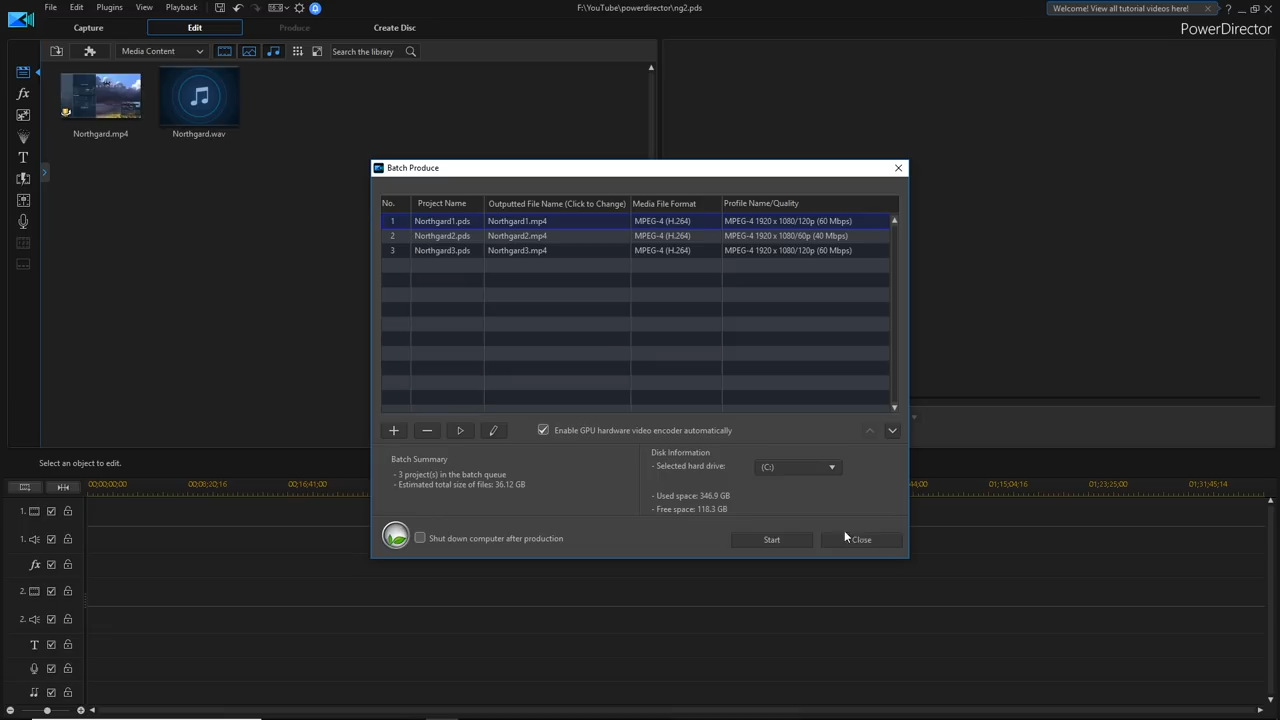 File Edit Plugins View Playback F:\YouTube\powerdirector\ng2.pds Welcome! View all tutorial videos here! ?
Capture Edit Produce Create Disc PowerDirector
Media Content Search the library
fx
T
Northgard.mp4 Northgard.wav
Batch Produce
No. Project Name Outputted File Name (Click to Change) Media File Format Profile Name/Quality
1 Northgard1.pds Northgard1.mp4 MPEG-4 (H.264) MPEG-4 1920 x 1080/120p (60 Mbps)
2 Northgard2.pds Northgard2.mp4 MPEG-4 (H.264) MPEG-4 1920 x 1080/60p (40 Mbps)
3 Northgard3.pds Northgard3.mp4 MPEG-4 (H.264) MPEG-4 1920 x 1080/120p (60 Mbps)
Enable GPU hardware video encoder automatically
Batch Summary
- 3 project(s) in the batch queue
- Estimated total size of files: 36.12 GB
Disk Information
- Selected hard drive: (C:)
- Used space: 346.9 GB
- Free space: 118.3 GB
Shut down computer after production Start Close
Select an object to edit.
00;00;00;00 00;08;20;16 00;16;41;00 44;00 01;15;04;16 01;23;25;00 01;31;45;14
1.
1.
fx
2.
2.
T